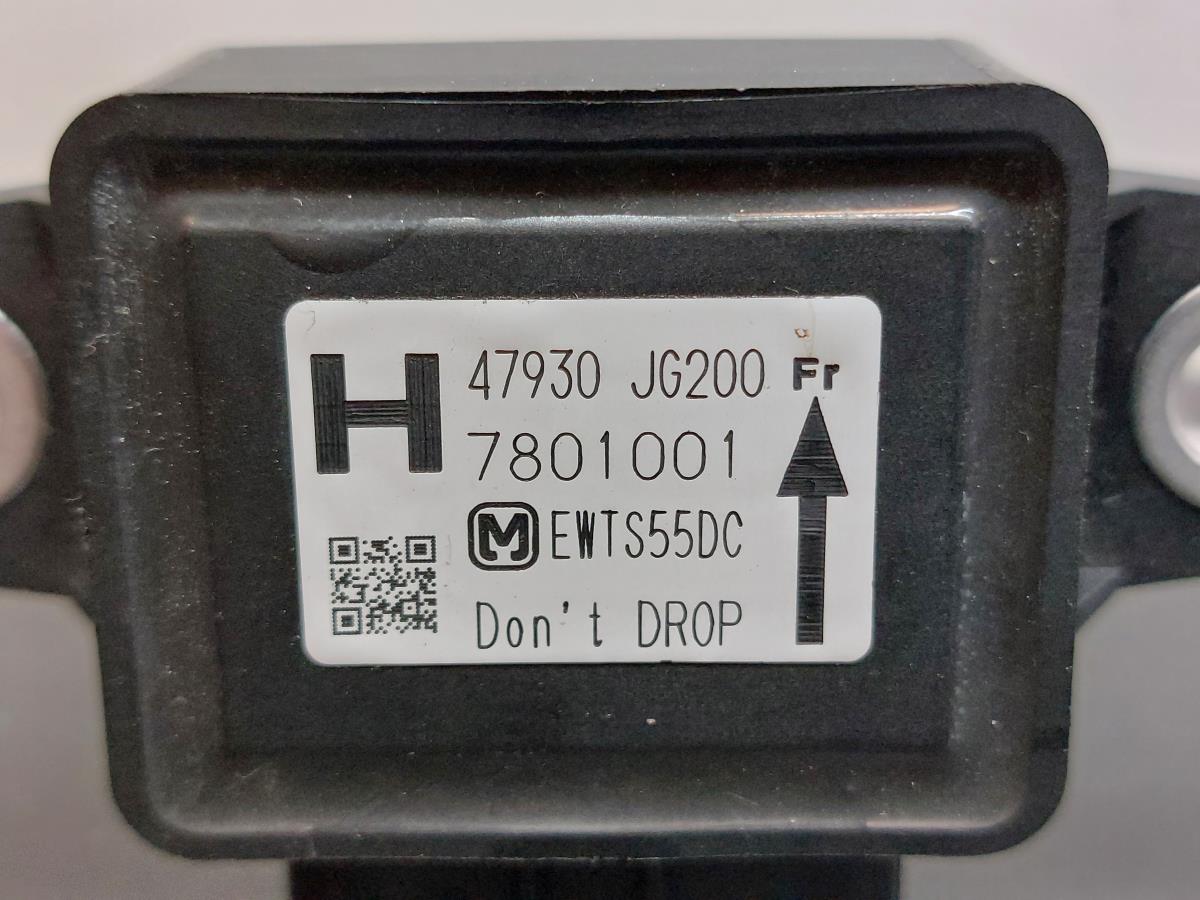 H
47930 JG200
Fr
7801001
M EWTS55DC
Don't DROP